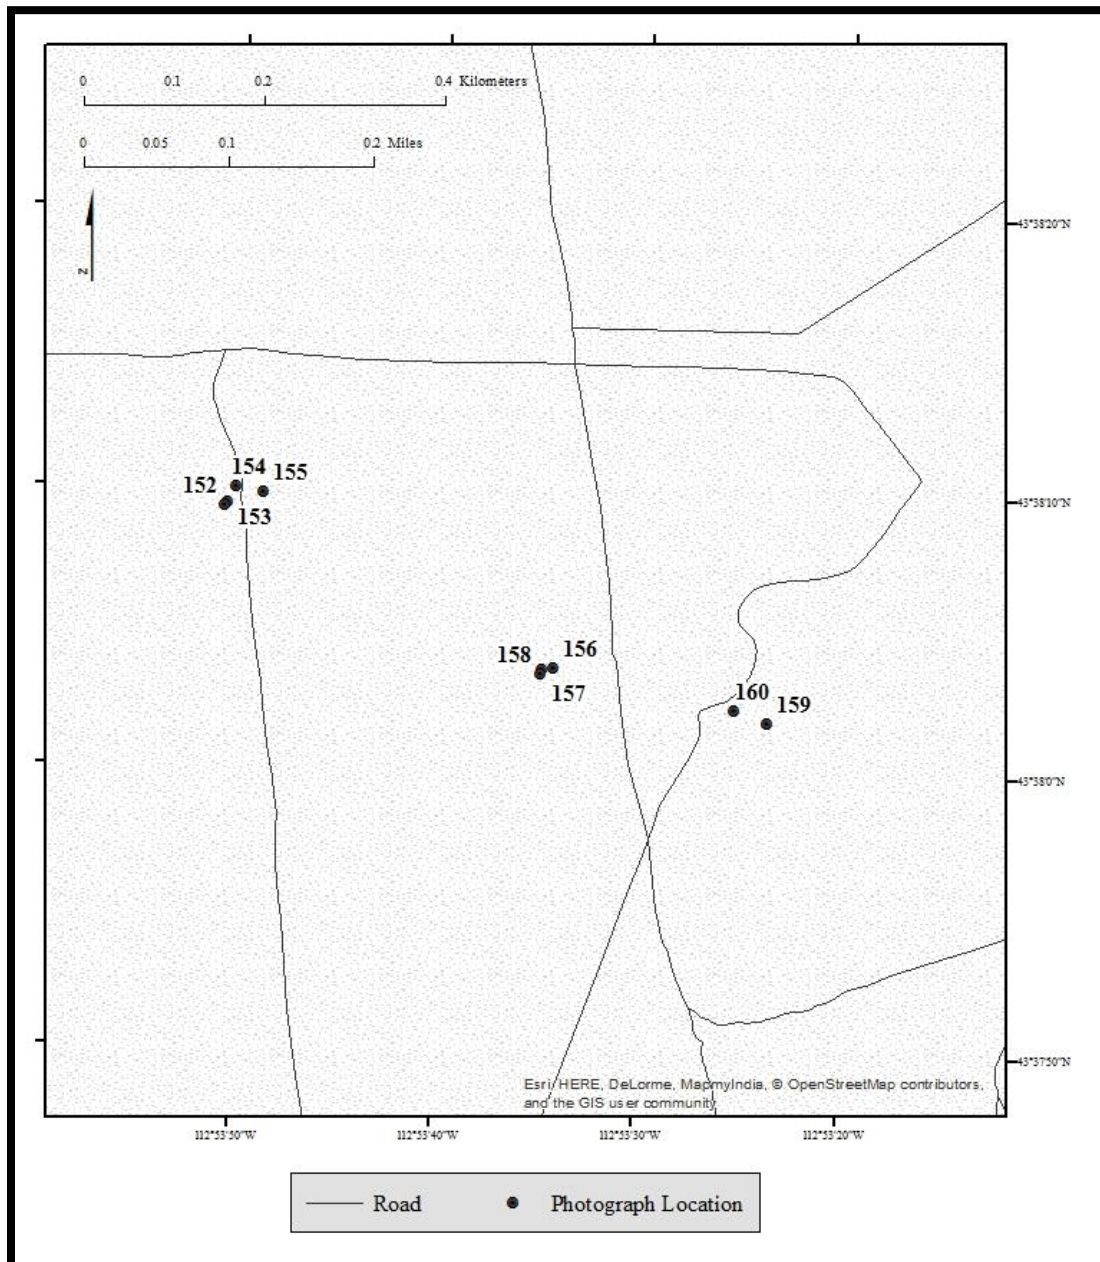 0 0.1 0.2 0.4 Kilometers
0 0.05 0.1 0.2 Miles
N
43°38'20"N
43°38'10"N
43°38'0"N
43°37'50"N
154 155
152
153
158 156
157
160 159
Esri, HERE, DeLorme, MapmyIndia, © OpenStreetMap contributors,
and the GIS user community
112°53'50"W 112°53'40"W 112°53'30"W 112°53'20"W
Road Photograph Location